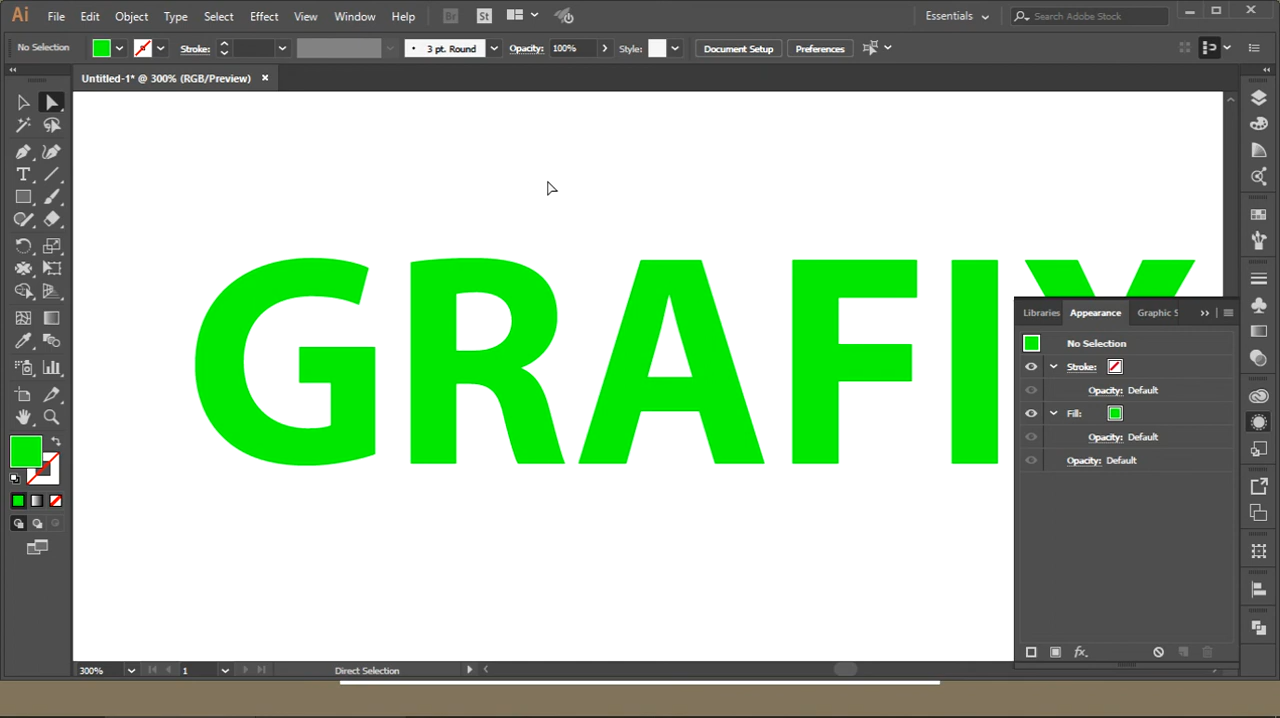 Ai File Edit Object Type Select Effect View Window Help Br St Essentials Search Adobe Stock
No Selection Stroke: 3 pt. Round Opacity: 100% Style: Document Setup Preferences
Untitled-1* @ 300% (RGB/Preview)
GRAFIX
Libraries Appearance Graphic S
No Selection
Stroke:
Opacity: Default
Fill:
Opacity: Default
Opacity: Default
fx.
300% 1 Direct Selection